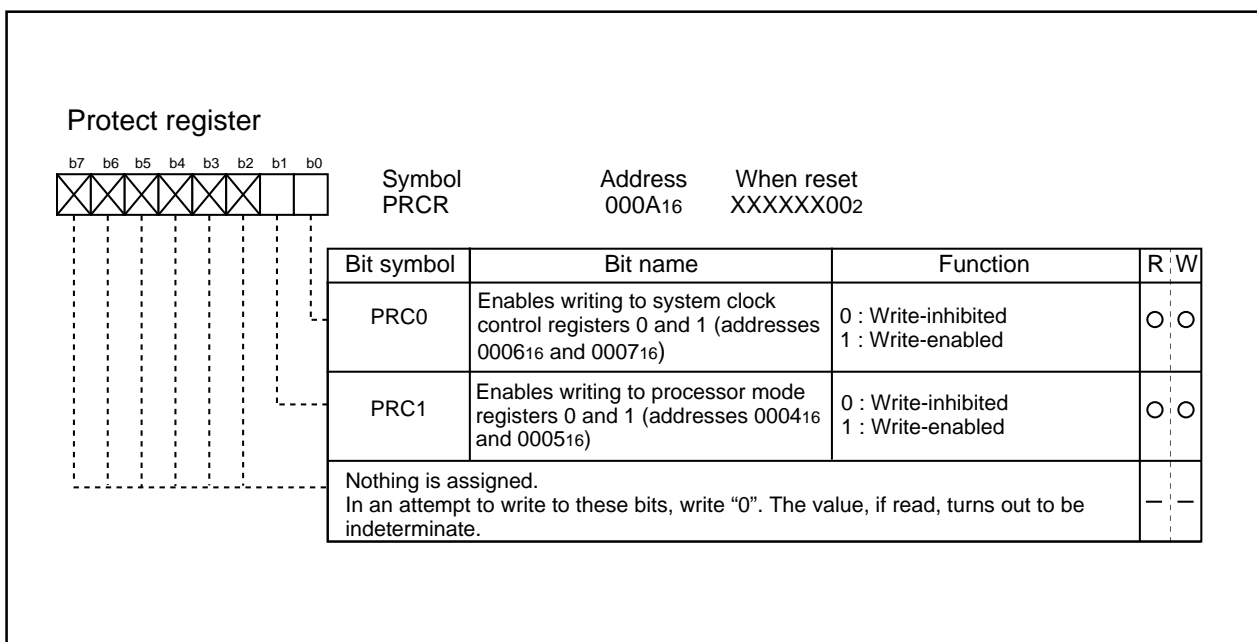 Protect register
b7 b6 b5 b4 b3 b2 b1 b0
Symbol Address When reset
PRCR 000A16 XXXXXX002
Bit symbol Bit name Function R W
PRC0 Enables writing to system clock
control registers 0 and 1 (addresses
000616 and 000716)
0 : Write-inhibited
1 : Write-enabled
PRC1 Enables writing to processor mode
registers 0 and 1 (addresses 000416
and 000516)
0 : Write-inhibited
1 : Write-enabled
Nothing is assigned.
In an attempt to write to these bits, write “0”. The value, if read, turns out to be
indeterminate.